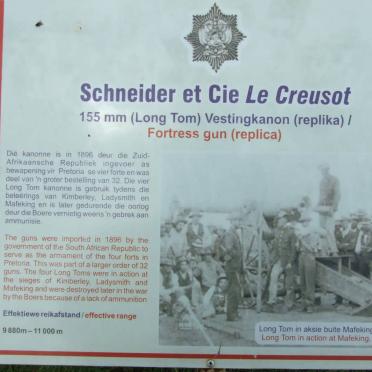 Schneider et Cie Le Creusot
155 mm (Long Tom) Vestingkanon (replika) /
Fortress gun (replica)
Dié kanonne is in 1896 deur die Zuid-
Afrikaansche Republiek ingevoer as
bewapening vir Pretoria se vier forte en was
deel van 'n groter bestelling van 32. Die vier
Long Tom kanonne is gebruik tydens die
beleërings van Kimberley, Ladysmith en
Mafeking en is later gedurende die oorlog
deur die Boere vernietig weens 'n gebrek aan
ammunisie.
The guns were imported in 1896 by the
government of the South African Republic to
serve as the armament of the four forts in
Pretoria. This was part of a larger order of 32
guns. The four Long Toms were in action at
the sieges of Kimberley, Ladysmith and
Mafeking and were destroyed later in the war
by the Boers because of a lack of ammunition
Effektiewe reikafstand / effective range
9 880m – 11 000 m
Long Tom in aksie buite Mafeking
Long Tom in action at Mafeking